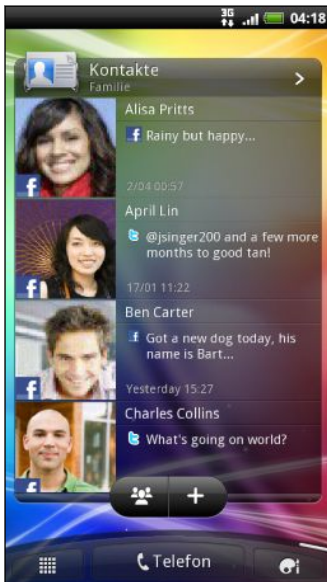 3G
04:18
Kontakte
Familie
Alisa Pritts
Rainy but happy...
2/04 00:57
April Lin
@jsinger200 and a few more
months to good tan!
17/01 11:22
Ben Carter
Got a new dog today, his
name is Bart...
Yesterday 15:27
Charles Collins
What's going on world?
Telefon